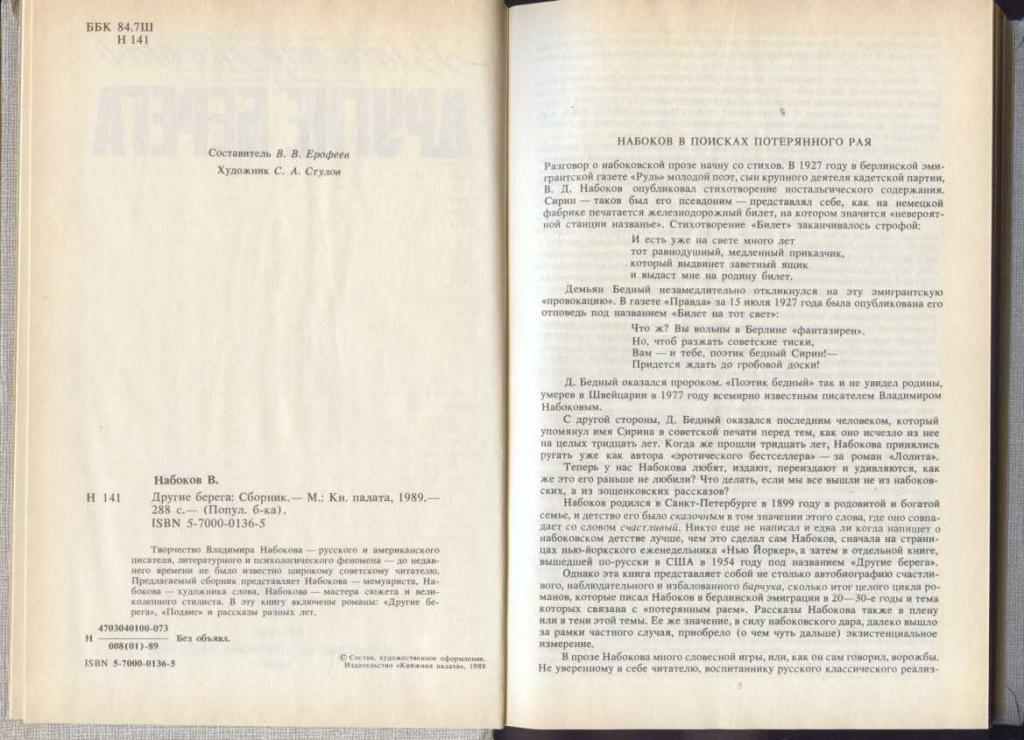 ББК 84.7Ш
Н 141
Составитель В. В. Ерофеев
Художник С. А. Стулов
Набоков В.
Н 141 Другие берега: Сборник.— М.: Кн. палата, 1989.—
288 с.— (Попул. б-ка).
ISBN 5-7000-0136-5
Творчество Владимира Набокова — русского и американского
писателя, литературного и психологического феномена — до недав-
него времени не было известно широкому советскому читателю.
Предлагаемый сборник представляет Набокова — мемуариста, На-
бокова — художника слова, Набокова — мастера сюжета и вели-
колепного стилиста. В эту книгу включены романы: «Другие бе-
рега», «Подвиг» и рассказы разных лет.
4703040100-073
Н ——— Без объявл.
008(01)-89
ISBN 5-7000-0136-5
© Состав, художественное оформление.
Издательство «Книжная палата», 1989
НАБОКОВ В ПОИСКАХ ПОТЕРЯННОГО РАЯ
Разговор о набоковской прозе начну со стихов. В 1927 году в берлинской эми-
грантской газете «Руль» молодой поэт, сын крупного деятеля кадетской партии,
В. Д. Набоков опубликовал стихотворение ностальгического содержания.
Сирин — таков был его псевдоним — представлял себе, как на немецкой
фабрике печатается железнодорожный билет, на котором значится «невероят-
ной станции названье». Стихотворение «Билет» заканчивалось строфой:
И есть уже на свете много лет
тот равнодушный, медленный приказчик,
который выдвинет заветный ящик
и выдаст мне на родину билет.
Демьян Бедный незамедлительно откликнулся на эту эмигрантскую
«провокацию». В газете «Правда» за 15 июля 1927 года была опубликована его
отповедь под названием «Билет на тот свет»:
Что ж? Вы вольны в Берлине «фантазирен».
Но, чтоб разжать советские тиски,
Вам — и тебе, поэтик бедный Сирин!—
Придется ждать до гробовой доски!
Д. Бедный оказался пророком. «Поэтик бедный» так и не увидел родины,
умерев в Швейцарии в 1977 году всемирно известным писателем Владимиром
Набоковым.
С другой стороны, Д. Бедный оказался последним человеком, который
упомянул имя Сирина в советской печати перед тем, как оно исчезло из нее
на целых тридцать лет. Когда же прошли тридцать лет, Набокова принялись
ругать уже как автора «эротического бестселлера» — за роман «Лолита».
Теперь у нас Набокова любят, издают, переиздают и удивляются, как
же это его раньше не любили? Что делать, если мы все вышли не из набоков-
ских, а из зощенковских рассказов?
Набоков родился в Санкт-Петербурге в 1899 году в родовитой и богатой
семье, и детство его было сказочным в том значении этого слова, где оно совпа-
дает со словом счастливый. Никто еще не написал и едва ли когда напишет о
набоковском детстве лучше, чем это сделал сам Набоков, сначала на страни-
цах нью-йоркского еженедельника «Нью Йоркер», а затем в отдельной книге,
вышедшей по-русски в США в 1954 году под названием «Другие берега».
Однако эта книга представляет собой не столько автобиографию счастли-
вого, наблюдательного и изобретательного барчука, сколько итог целого цикла ро-
манов, которые писал Набоков в берлинской эмиграции в 20—30-е годы и тема
которых связана с «потерянным раем». Рассказы Набокова также в плену
или в тени этой темы. Ее же значение, в силу набоковского дара, далеко вышло
за рамки частного случая, приобрело (о чем чуть дальше) экзистенциальное
измерение.
В прозе Набокова много словесной игры, или, как он сам говорил, ворожбы.
Не уверенному в себе читателю, воспитаннику русского классического реализ-
5